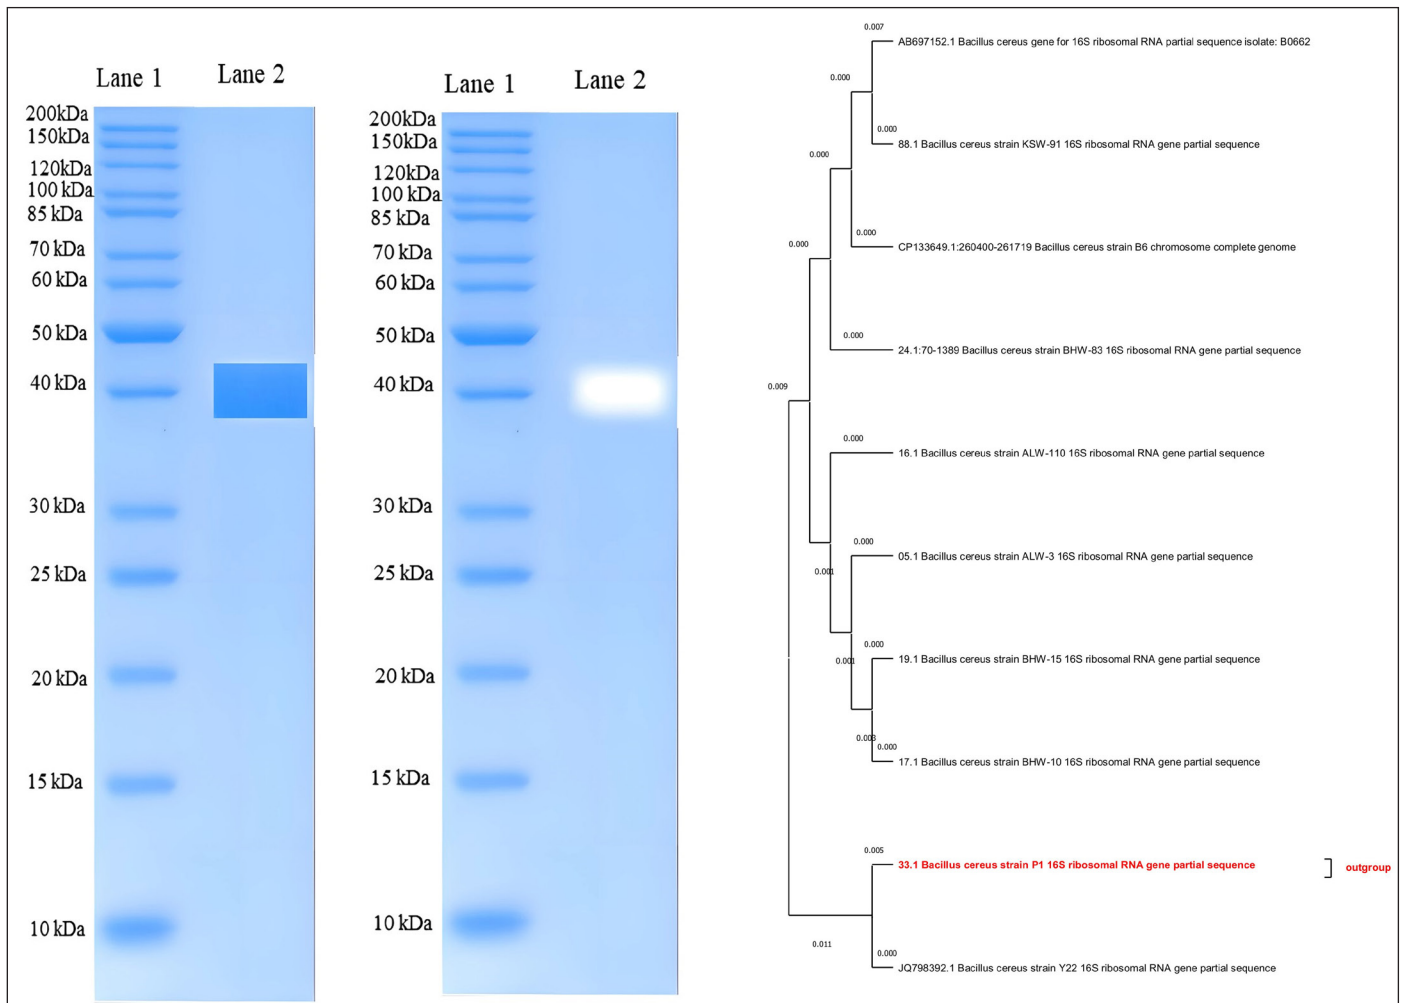 Lane 1
Lane 2
200kDa
150kDa
120kDa
100 kDa
85 kDa
70 kDa
60 kDa
50 kDa
40 kDa
30 kDa
25 kDa
20 kDa
15 kDa
10 kDa
Lane 1
Lane 2
200kDa
150kDa
120kDa
100 kDa
85 kDa
70 kDa
60 kDa
50 kDa
40 kDa
30 kDa
25 kDa
20 kDa
15 kDa
10 kDa
0.007
AB697152.1 Bacillus cereus gene for 16S ribosomal RNA partial sequence isolate: B0662
0.000
0.000
88.1 Bacillus cereus strain KSW-91 16S ribosomal RNA gene partial sequence
0.000
0.000
CP133649.1:260400-261719 Bacillus cereus strain B6 chromosome complete genome
0.000
0.000
24.1:70-1389 Bacillus cereus strain BHW-83 16S ribosomal RNA gene partial sequence
0.009
0.000
16.1 Bacillus cereus strain ALW-110 16S ribosomal RNA gene partial sequence
0.000
05.1 Bacillus cereus strain ALW-3 16S ribosomal RNA gene partial sequence
0.001
0.000
19.1 Bacillus cereus strain BHW-15 16S ribosomal RNA gene partial sequence
0.001
0.003
0.000
17.1 Bacillus cereus strain BHW-10 16S ribosomal RNA gene partial sequence
0.005
33.1 Bacillus cereus strain P1 16S ribosomal RNA gene partial sequence
outgroup
0.011
0.000
JQ798392.1 Bacillus cereus strain Y22 16S ribosomal RNA gene partial sequence